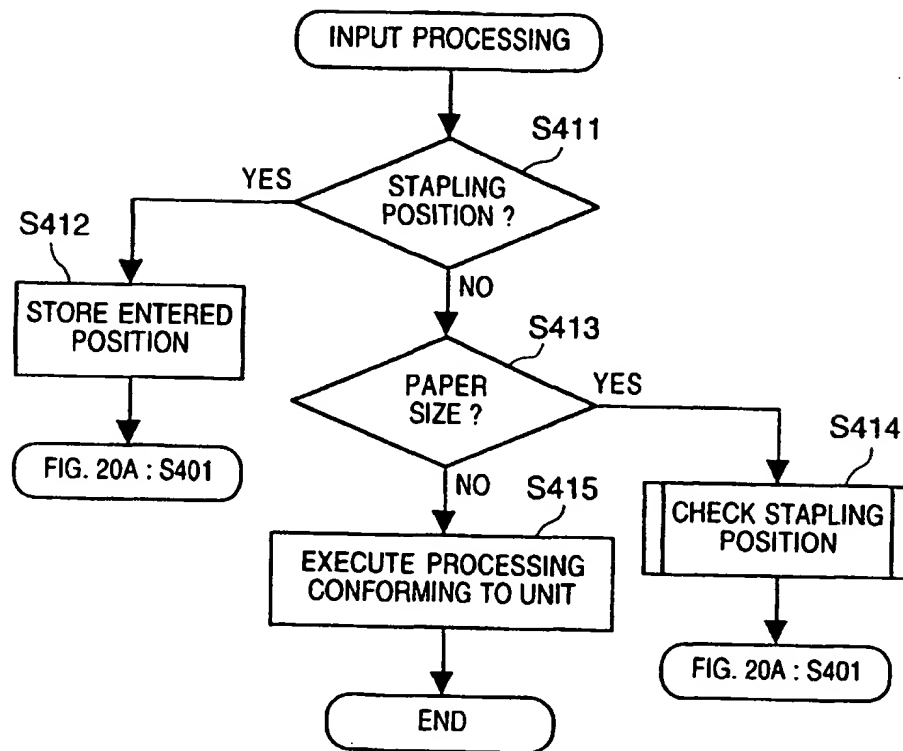 INPUT PROCESSING
S411
STAPLING
POSITION ?
YES
NO
S412
STORE ENTERED
POSITION
FIG. 20A : S401
S413
PAPER
SIZE ?
YES
NO
S414
CHECK STAPLING
POSITION
FIG. 20A : S401
S415
EXECUTE PROCESSING
CONFORMING TO UNIT
END